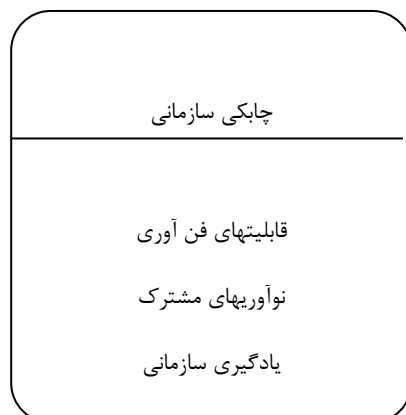 چابکی سازمانی
قابلیتهای فن آوری
نوآوریهای مشترک
یادگیری سازمانی